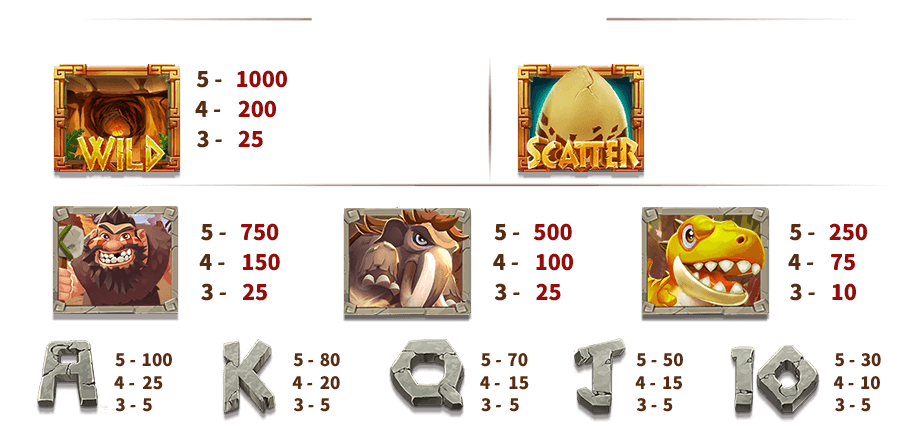 WILD
5 - 1000
4 - 200
3 - 25
SCATTER
5 - 750
4 - 150
3 - 25
5 - 500
4 - 100
3 - 25
5 - 250
4 - 75
3 - 10
A
5 - 100
4 - 25
3 - 5
K
5 - 80
4 - 20
3 - 5
Q
5 - 70
4 - 15
3 - 5
J
5 - 50
4 - 15
3 - 5
10
5 - 30
4 - 10
3 - 5